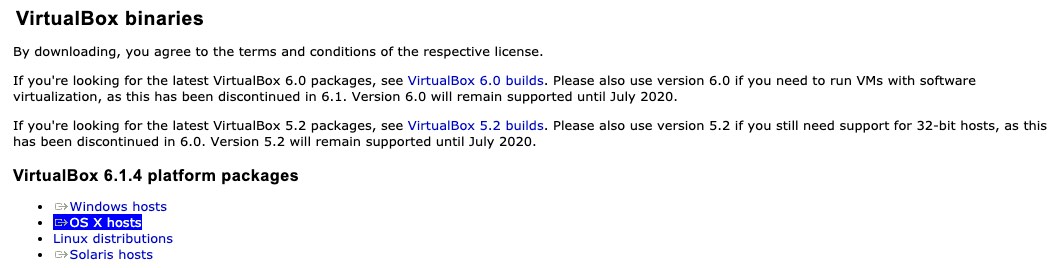 VirtualBox binaries
By downloading, you agree to the terms and conditions of the respective license.
If you're looking for the latest VirtualBox 6.0 packages, see VirtualBox 6.0 builds. Please also use version 6.0 if you need to run VMs with software
virtualization, as this has been discontinued in 6.1. Version 6.0 will remain supported until July 2020.
If you're looking for the latest VirtualBox 5.2 packages, see VirtualBox 5.2 builds. Please also use version 5.2 if you still need support for 32-bit hosts, as this
has been discontinued in 6.0. Version 5.2 will remain supported until July 2020.
VirtualBox 6.1.4 platform packages
• Windows hosts
• OS X hosts
• Linux distributions
• Solaris hosts